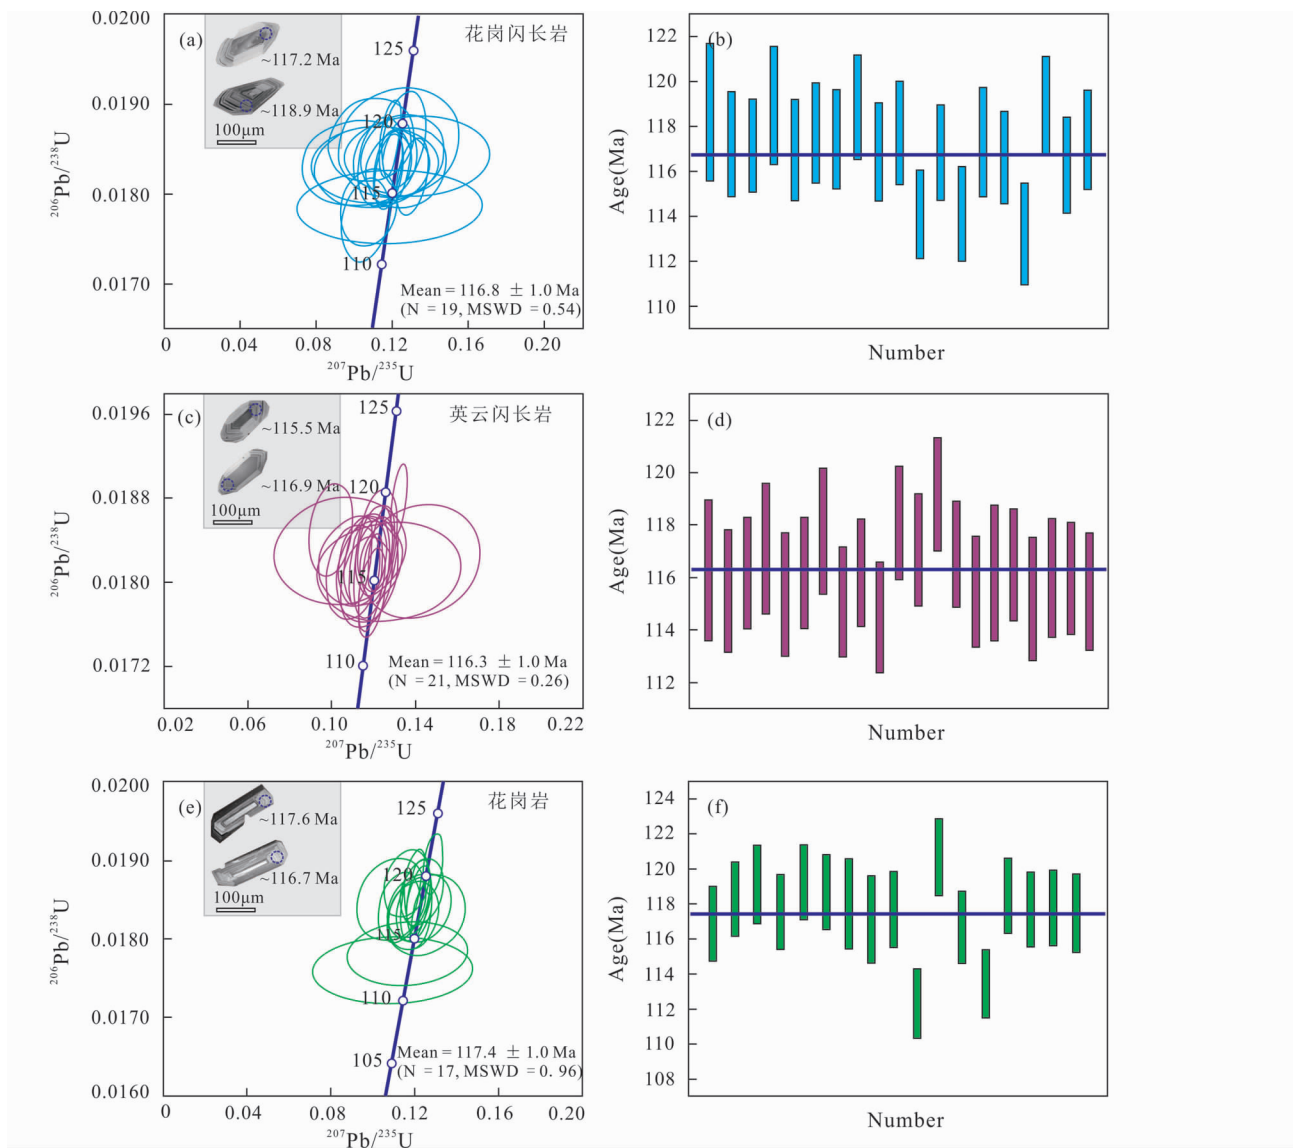 (a)
花岗闪长岩
~117.2 Ma
~118.9 Ma
100μm
125
120
115
110
Mean = 116.8 ± 1.0 Ma
(N = 19, MSWD = 0.54)
0.0200
0.0190
0.0180
0.0170
²⁰⁶Pb/²³⁸U
0 0.04 0.08 0.12 0.16 0.20
²⁰⁷Pb/²³⁵U
(b)
122
120
118
116
114
112
110
Age(Ma)
Number
(c)
英云闪长岩
~115.5 Ma
~116.9 Ma
100μm
125
120
115
110
Mean = 116.3 ± 1.0 Ma
(N = 21, MSWD = 0.26)
0.0196
0.0188
0.0180
0.0172
²⁰⁶Pb/²³⁸U
0.02 0.06 0.10 0.14 0.18 0.22
²⁰⁷Pb/²³⁵U
(d)
122
120
118
116
114
112
Age(Ma)
Number
(e)
花岗岩
~117.6 Ma
~116.7 Ma
100μm
125
120
115
110
105
Mean = 117.4 ± 1.0 Ma
(N = 17, MSWD = 0. 96)
0.0200
0.0190
0.0180
0.0170
0.0160
²⁰⁶Pb/²³⁸U
0 0.04 0.08 0.12 0.16 0.20
²⁰⁷Pb/²³⁵U
(f)
124
122
120
118
116
114
112
110
108
Age(Ma)
Number